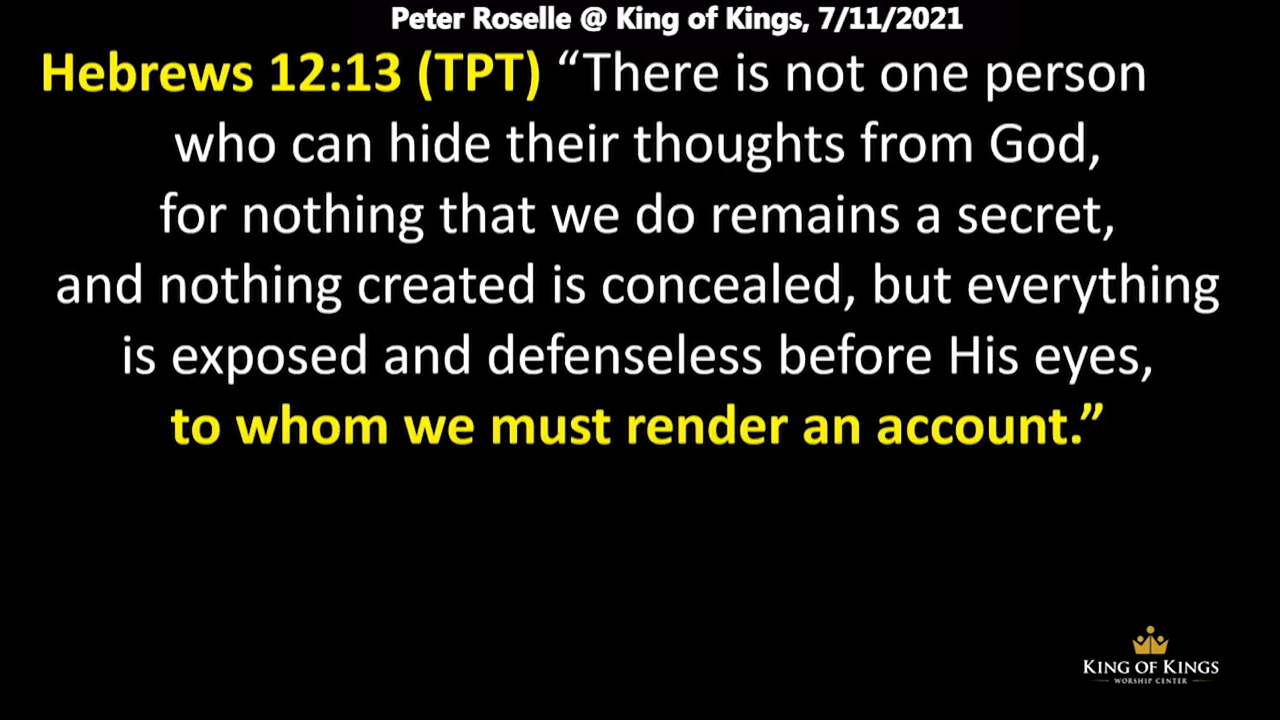 Peter Roselle @ King of Kings, 7/11/2021
Hebrews 12:13 (TPT) “There is not one person
who can hide their thoughts from God,
for nothing that we do remains a secret,
and nothing created is concealed, but everything
is exposed and defenseless before His eyes,
to whom we must render an account.”
KING OF KINGS
WORSHIP CENTER